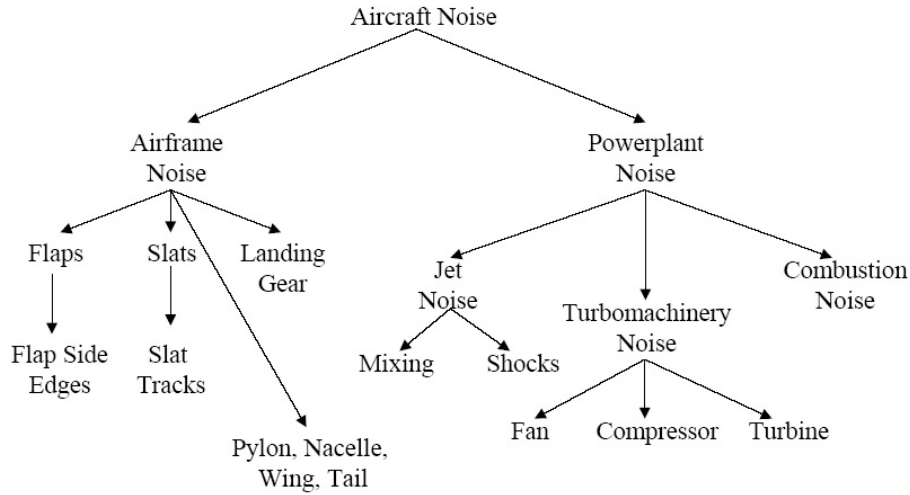 Aircraft Noise
Airframe
Noise
Powerplant
Noise
Flaps
Slats
Landing
Gear
Jet
Noise
Turbomachinery
Noise
Combustion
Noise
Flap Side
Edges
Slat
Tracks
Mixing
Shocks
Pylon, Nacelle,
Wing, Tail
Fan
Compressor
Turbine